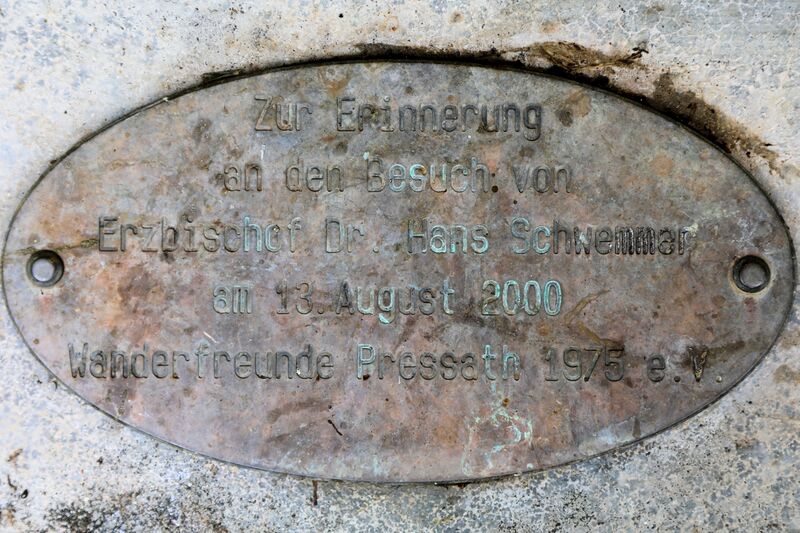 Zur Erinnerung
an den Besuch von
Erzbischof Dr. Hans Schwemmer
am 13. August 2000
Wanderfreunde Pressath 1975 e.V